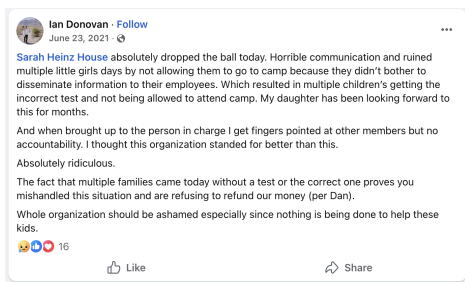 Ian Donovan · Follow
June 23, 2021 ·
Sarah Heinz House absolutely dropped the ball today. Horrible communication and ruined
multiple little girls days by not allowing them to go to camp because they didn't bother to
disseminate information to their employees. Which resulted in multiple children's getting the
incorrect test and not being allowed to attend camp. My daughter has been looking forward to
this for months.
And when brought up to the person in charge I get fingers pointed at other members but no
accountability. I thought this organization standed for better than this.
Absolutely ridiculous.
The fact that multiple families came today without a test or the correct one proves you
mishandled this situation and are refusing to refund our money (per Dan).
Whole organization should be ashamed especially since nothing is being done to help these
kids.
16
Like
Share